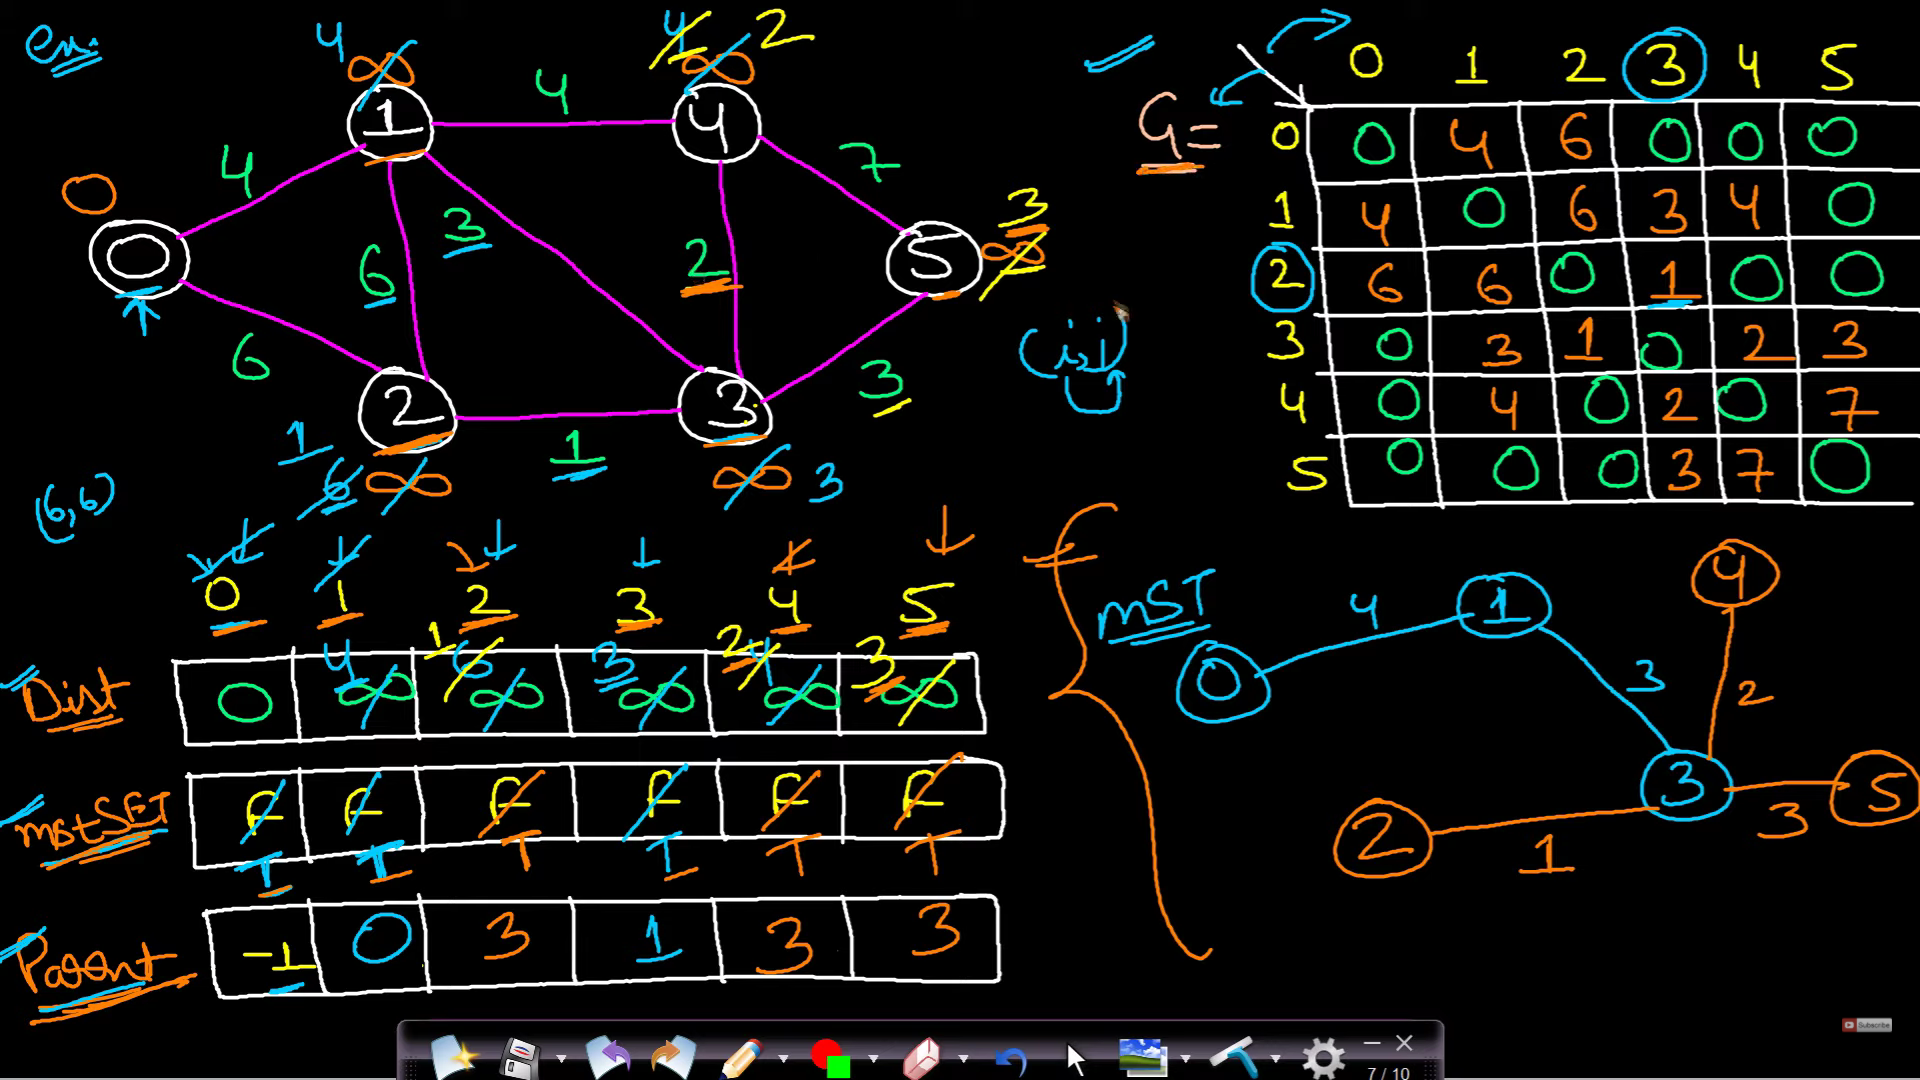 ex:
4 ∞ 4 2 ∞
1 4 4
4 7
0
0 3 3
6 2 5 ∞
6
3
2 3
1 1
6 ∞ ∞ 3
(6,6)
(i,j)
G=
0 1 2 3 4 5
0 0 4 6 0 0 0
1 4 0 6 3 4 0
2 6 6 0 1 0 0
3 0 3 1 0 2 3
4 0 4 0 2 0 7
5 0 0 0 3 7 0
0 1 2 3 4 5
4 1 6 3 2 4 3
Dist 0 ∞ ∞ ∞ ∞ ∞
mstSET F F F F F F
T T T T T T
Parent -1 0 3 1 3 3
mST
4 1 4
0 3 2
3 5
2 1 3
Subscribe
7 / 10